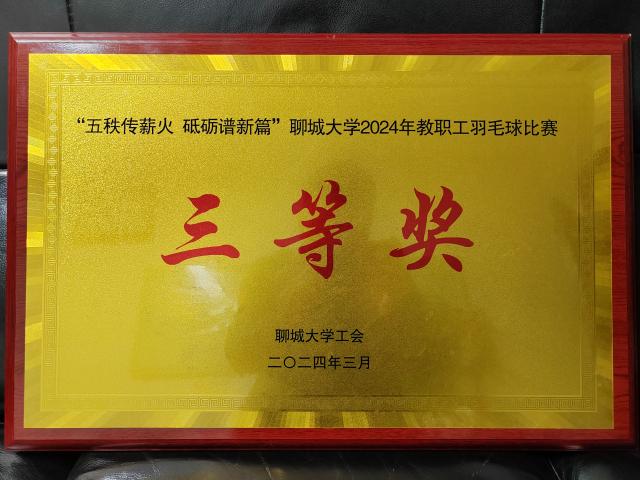 “五秩传薪火 砥砺谱新篇”聊城大学2024年教职工羽毛球比赛
三等奖
聊城大学工会
二〇二四年三月